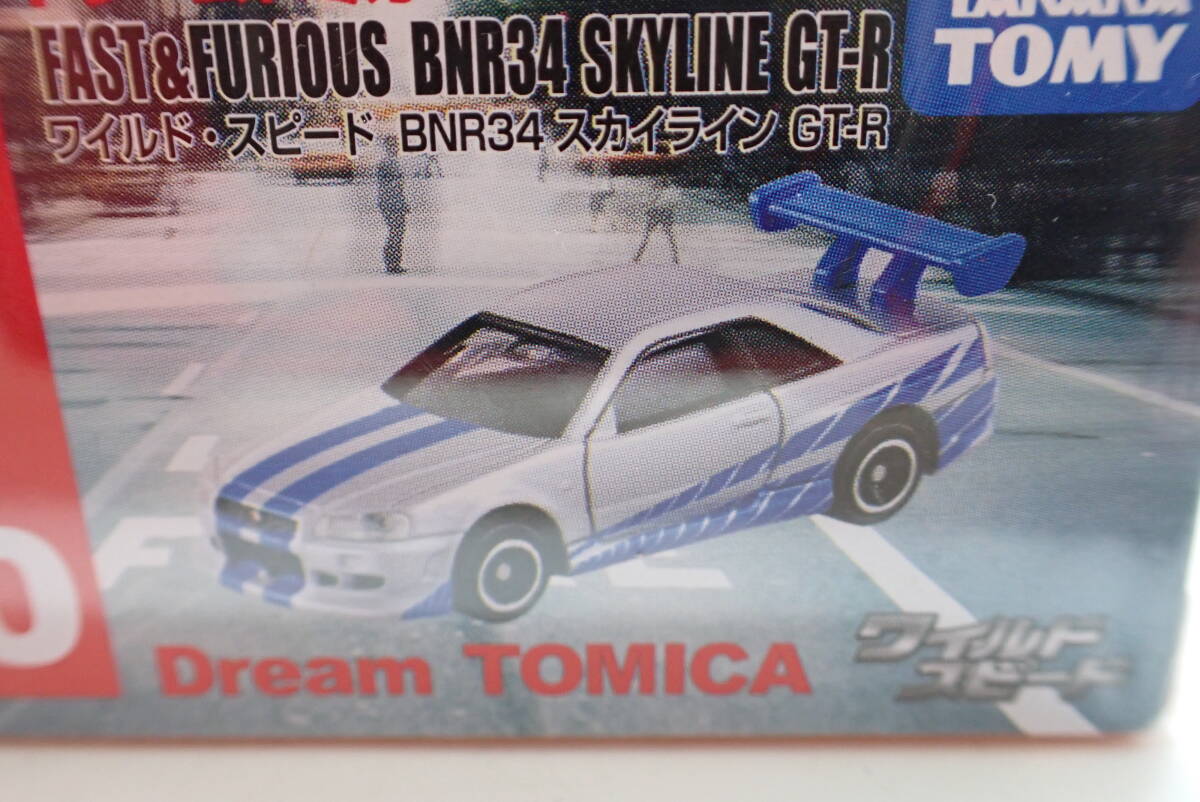 FAST&FURIOUS BNR34 SKYLINE GT-R
ワイルド・スピード BNR34 スカイライン GT-R
TOMY
0
Dream TOMICA
ワイルド
スピード